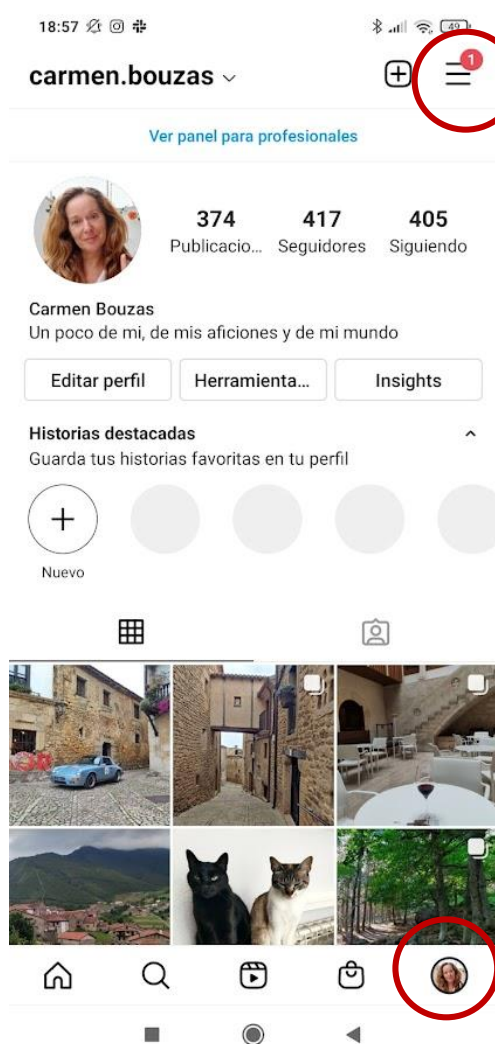 18:57
49
carmen.bouzas
1
Ver panel para profesionales
374 417 405
Publicacio... Seguidores Siguiendo
Carmen Bouzas
Un poco de mi, de mis aficiones y de mi mundo
Editar perfil Herramienta... Insights
Historias destacadas
Guarda tus historias favoritas en tu perfil
Nuevo